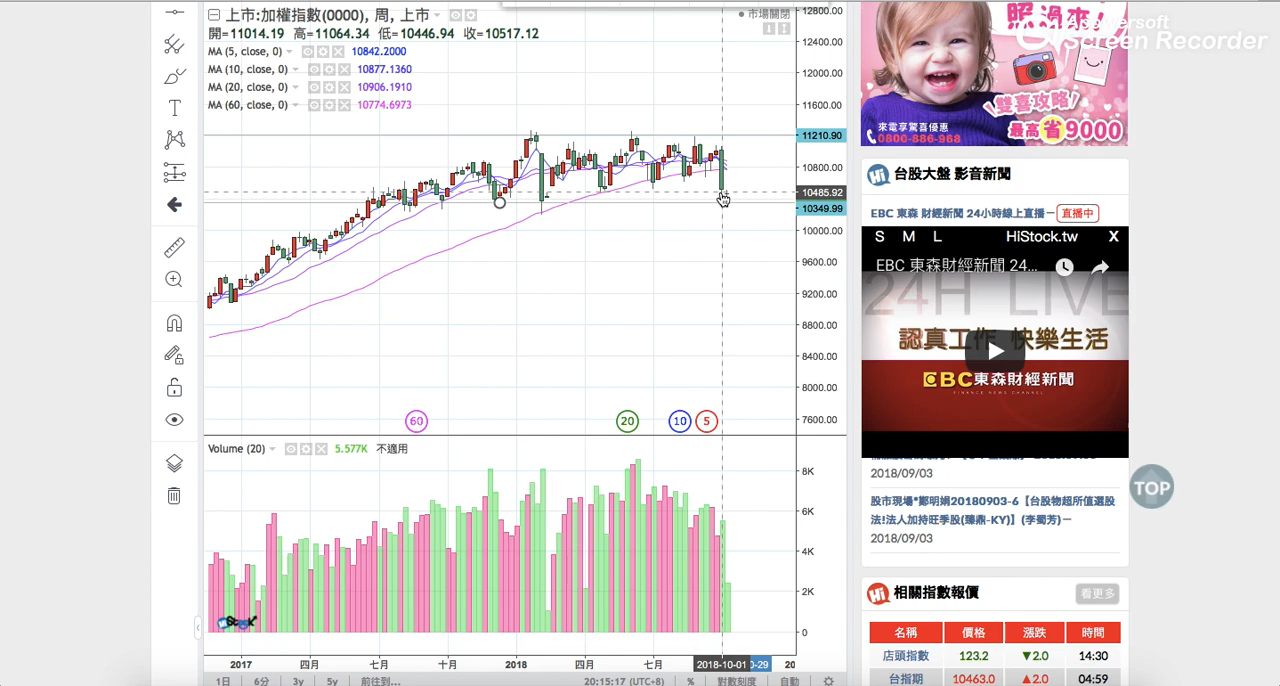 上市:加權指數(0000), 周, 上市
市場關閉
開=11014.19 高=11064.34 低=10446.94 收=10517.12
MA (5, close, 0) 10842.2000
MA (10, close, 0) 10877.1360
MA (20, close, 0) 10906.1910
MA (60, close, 0) 10774.6973
12800.00
12400.00
12000.00
11600.00
11210.90
10800.00
10485.92
10349.99
10000.00
9600.00
9200.00
8800.00
8400.00
8000.00
7600.00
60
20
10
5
Volume (20) 5.577K 不適用
8K
6K
4K
2K
0
2017
四月
七月
十月
2018
四月
七月
2018-10-01
0-29
20
1日
6分
3y
5y
前往到...
20:15:17 (UTC+8)
%
對數刻度
自動
照過來!
Screen Recorder
雙喜攻略!
最高省9000
來電享驚喜優惠
0800-886-968
Hi 台股大盤 影音新聞
EBC 東森 財經新聞 24小時線上直播－ 直播中
S M L HiStock.tw X
EBC 東森財經新聞 24...
24H LIVE
認真工作 快樂生活
EBC東森財經新聞
FINANCE NEWS CHANNEL
2018/09/03
股市現場*鄭明娟20180903-6【台股物超所值選股
法!法人加持旺季股(臻鼎-KY)】(李蜀芳)－
2018/09/03
TOP
Hi 相關指數報價
看更多
名稱 價格 漲跌 時間
店頭指數 123.2 ▼2.0 14:30
台指期 10463.0 ▲2.0 04:59